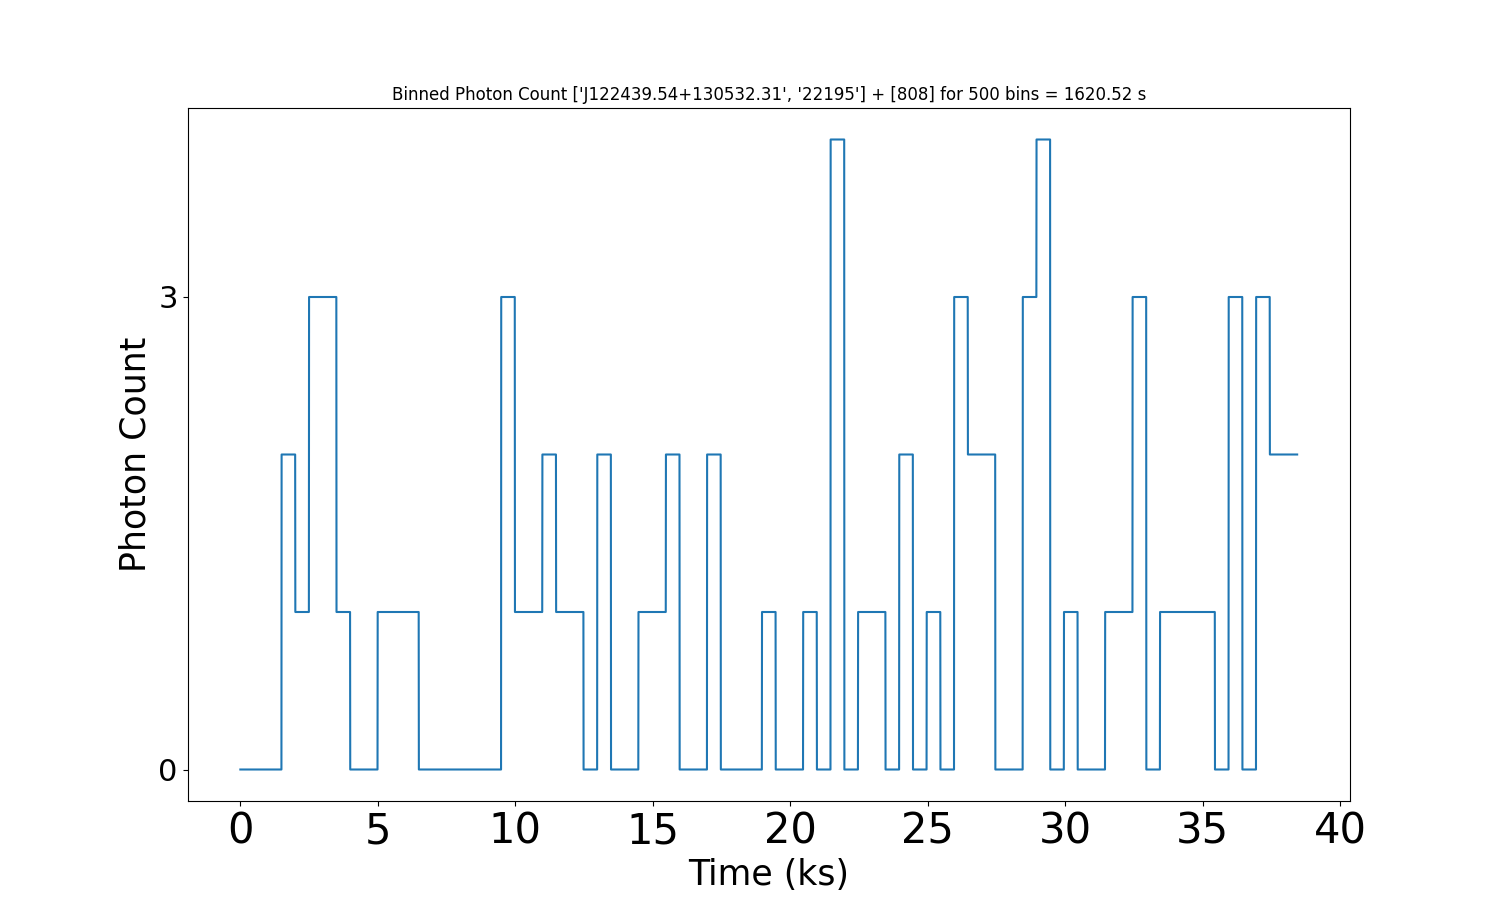 Binned Photon Count ['J122439.54+130532.31', '22195'] + [808] for 500 bins = 1620.52 s
Photon Count
3
0
0 5 10 15 20 25 30 35 40
Time (ks)